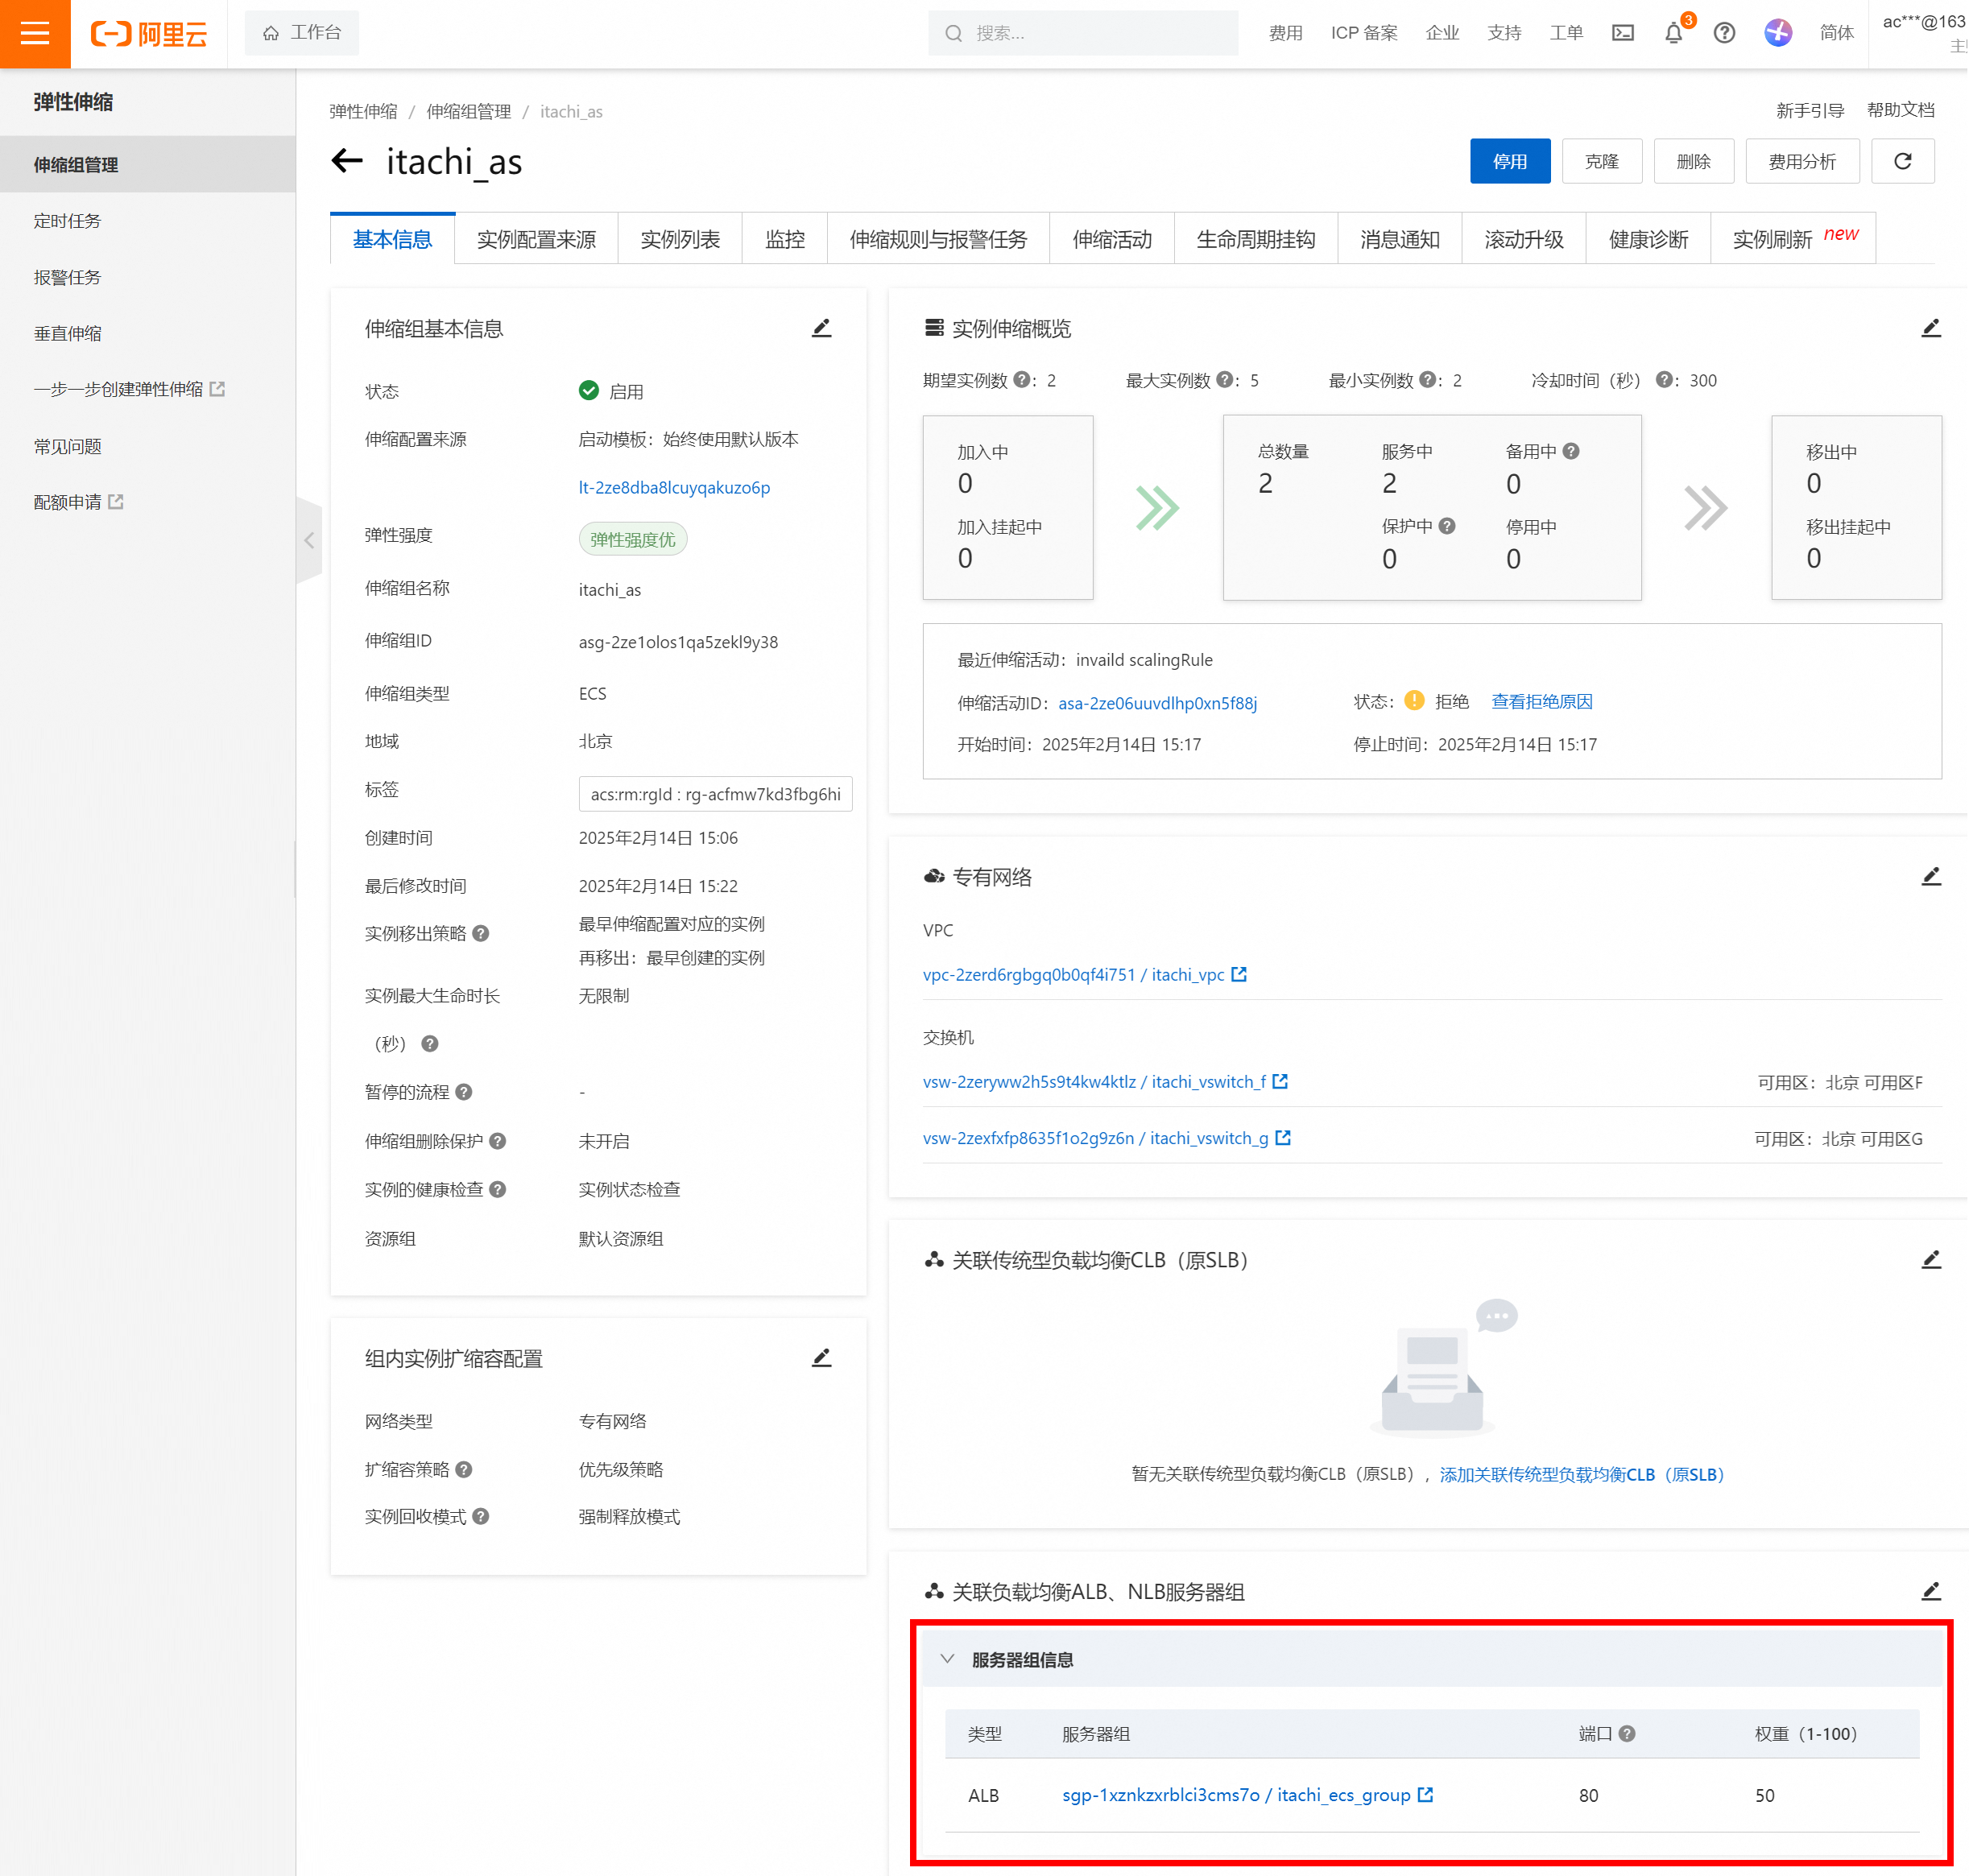 阿里云
工作台
搜索...
费用
ICP 备案
企业
支持
工单
3
简体
ac***@163
弹性伸缩
伸缩组管理
定时任务
报警任务
垂直伸缩
一步一步创建弹性伸缩
常见问题
配额申请
弹性伸缩 / 伸缩组管理 / itachi_as
新手引导 帮助文档
itachi_as
停用 克隆 删除 费用分析
基本信息 实例配置来源 实例列表 监控 伸缩规则与报警任务 伸缩活动 生命周期挂钩 消息通知 滚动升级 健康诊断 实例刷新 new
伸缩组基本信息
状态 启用
伸缩配置来源 启动模板：始终使用默认版本
lt-2ze8dba8lcuyqakuzo6p
弹性强度 弹性强度优
伸缩组名称 itachi_as
伸缩组ID asg-2ze1olos1qa5zekl9y38
伸缩组类型 ECS
地域 北京
标签 acs:rm:rgId : rg-acfmw7kd3fbg6hi
创建时间 2025年2月14日 15:06
最后修改时间 2025年2月14日 15:22
实例移出策略 最早伸缩配置对应的实例
再移出：最早创建的实例
实例最大生命时长 无限制
（秒）
暂停的流程 -
伸缩组删除保护 未开启
实例的健康检查 实例状态检查
资源组 默认资源组
组内实例扩缩容配置
网络类型 专有网络
扩缩容策略 优先级策略
实例回收模式 强制释放模式
实例伸缩概览
期望实例数 ：2 最大实例数 ：5 最小实例数 ：2 冷却时间（秒） ：300
加入中
0
加入挂起中
0
总数量 服务中 备用中
2 2 0
保护中 停用中
0 0
移出中
0
移出挂起中
0
最近伸缩活动：invaild scalingRule
伸缩活动ID：asa-2ze06uuvdlhp0xn5f88j 状态： 拒绝 查看拒绝原因
开始时间：2025年2月14日 15:17 停止时间：2025年2月14日 15:17
专有网络
VPC
vpc-2zerd6rgbgq0b0qf4i751 / itachi_vpc
交换机
vsw-2zeryww2h5s9t4kw4ktlz / itachi_vswitch_f 可用区：北京 可用区F
vsw-2zexfxfp8635f1o2g9z6n / itachi_vswitch_g 可用区：北京 可用区G
关联传统型负载均衡CLB（原SLB）
暂无关联传统型负载均衡CLB（原SLB），添加关联传统型负载均衡CLB（原SLB）
关联负载均衡ALB、NLB服务器组
服务器组信息
类型 服务器组 端口 权重（1-100）
ALB sgp-1xznkzxrblci3cms7o / itachi_ecs_group 80 50